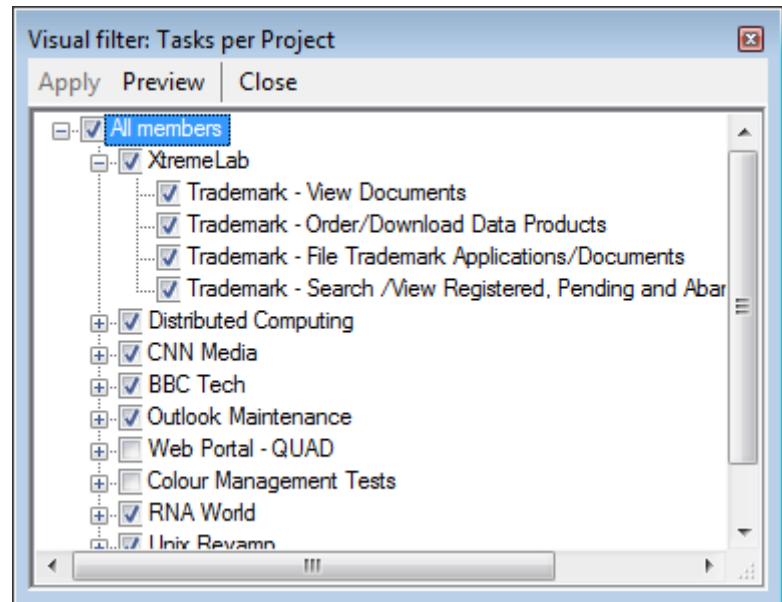 Visual filter: Tasks per Project
Apply Preview Close
All members
XtremeLab
Trademark - View Documents
Trademark - Order/Download Data Products
Trademark - File Trademark Applications/Documents
Trademark - Search /View Registered, Pending and Abar
Distributed Computing
CNN Media
BBC Tech
Outlook Maintenance
Web Portal - QUAD
Colour Management Tests
RNA World
Unix Revamp